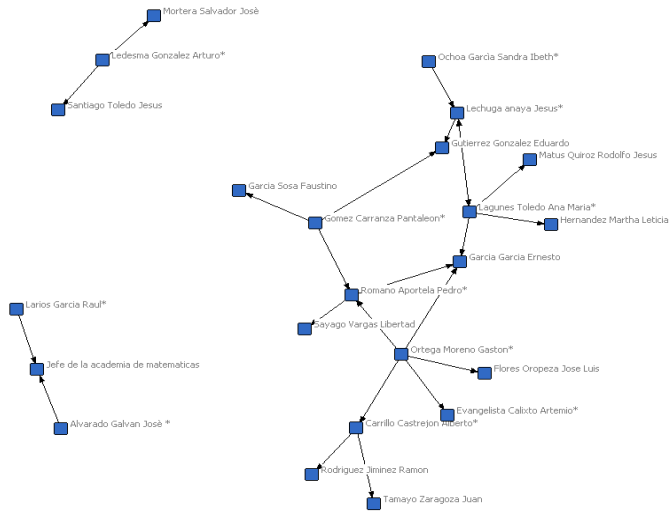 Mortera Salvador Josè
Ledesma Gonzalez Arturo*
Ochoa Garcìa Sandra Ibeth*
Santiago Toledo Jesus
Lechuga anaya Jesus*
Gutierrez Gonzalez Eduardo
Matus Quiroz Rodolfo Jesus
Garcia Sosa Faustino
Lagunes Toledo Ana Maria*
Gomez Carranza Pantaleon*
Hernandez Martha Leticia
Garcia Garcia Ernesto
Romano Aportela Pedro*
Larios Garcia Raul*
Sayago Vargas Libertad
Ortega Moreno Gaston*
Jefe de la academia de matematicas
Flores Oropeza Jose Luis
Evangelista Calixto Artemio*
Alvarado Galvan Josè *
Carrillo Castrejon Alberto*
Rodriguez Jiminez Ramon
Tamayo Zaragoza Juan